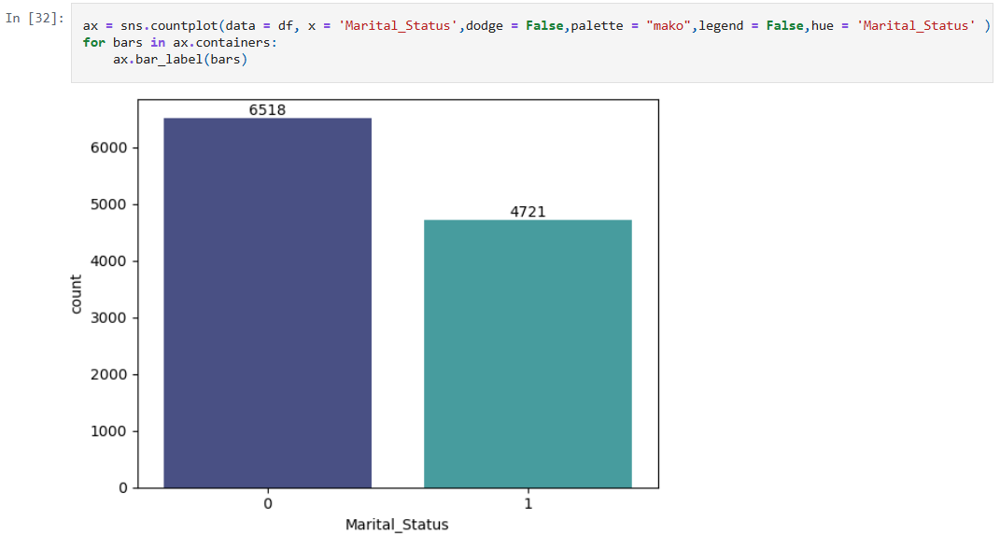 In [32]:
ax = sns.countplot(data = df, x = 'Marital_Status',dodge = False,palette = "mako",legend = False,hue = 'Marital_Status' )
for bars in ax.containers:
    ax.bar_label(bars)
6518
4721
6000
5000
4000
3000
2000
1000
0
count
0
1
Marital_Status